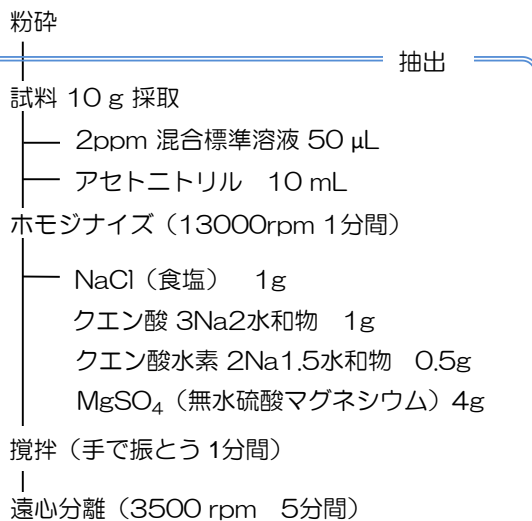 粉砕
抽出
試料 10 g 採取
2ppm 混合標準溶液 50 μL
アセトニトリル　10 mL
ホモジナイズ（13000rpm 1分間）
NaCl（食塩）　1g
クエン酸 3Na2水和物　1g
クエン酸水素 2Na1.5水和物　0.5g
MgSO₄（無水硫酸マグネシウム）4g
撹拌（手で振とう 1分間）
遠心分離（3500 rpm　5分間）